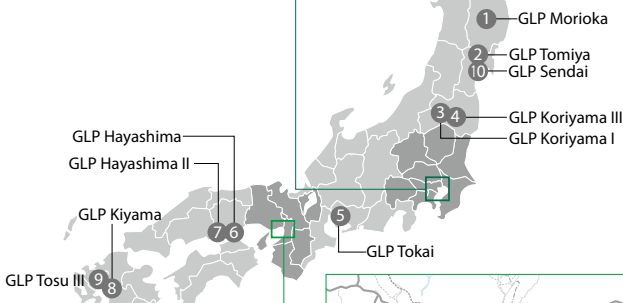 1 GLP Morioka
2 GLP Tomiya
10 GLP Sendai
3 4 GLP Koriyama III
GLP Koriyama I
GLP Hayashima
GLP Hayashima II
GLP Kiyama
7 6
5
GLP Tokai
GLP Tosu III 9
8